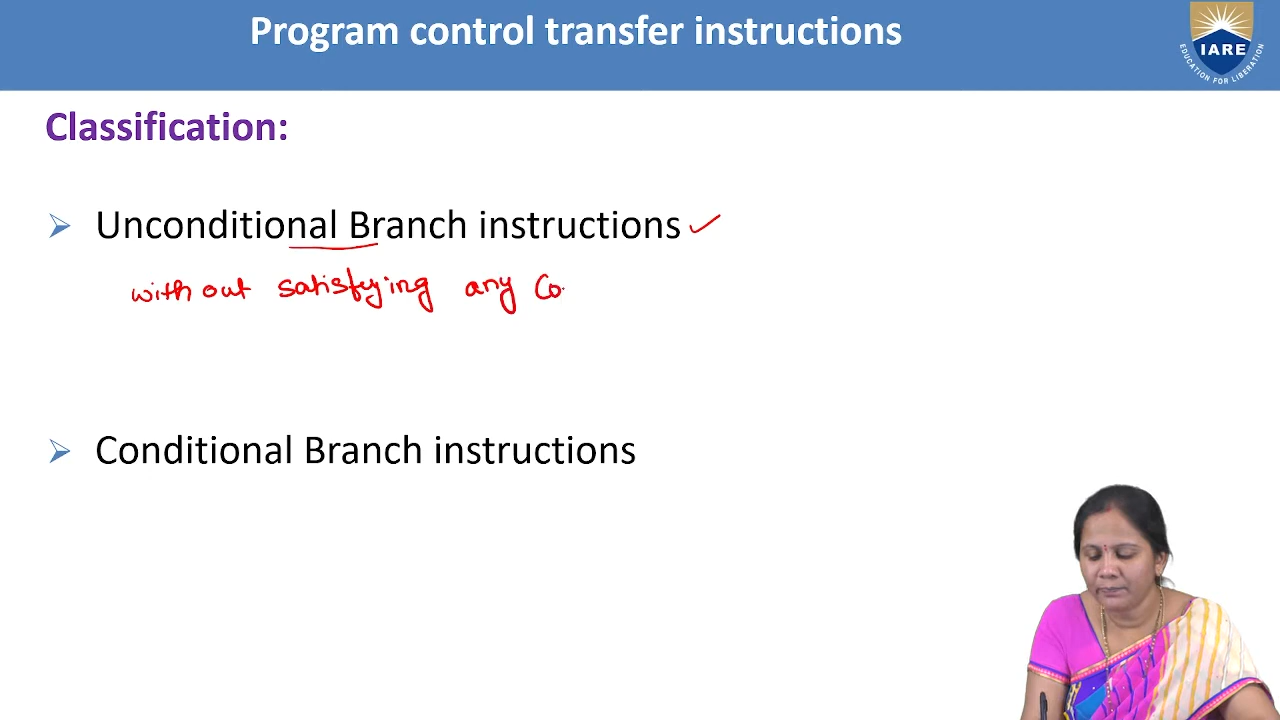 Program control transfer instructions
IARE
EDUCATION FOR LIBERATION
Classification:
Unconditional Branch instructions
with out satisfying any Co
Conditional Branch instructions